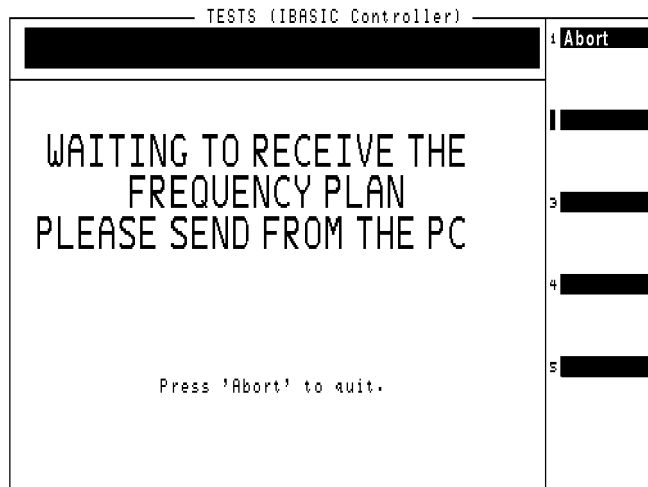 TESTS (IBASIC Controller)
1 Abort
WAITING TO RECEIVE THE
FREQUENCY PLAN
PLEASE SEND FROM THE PC
3
4
5
Press 'Abort' to quit.